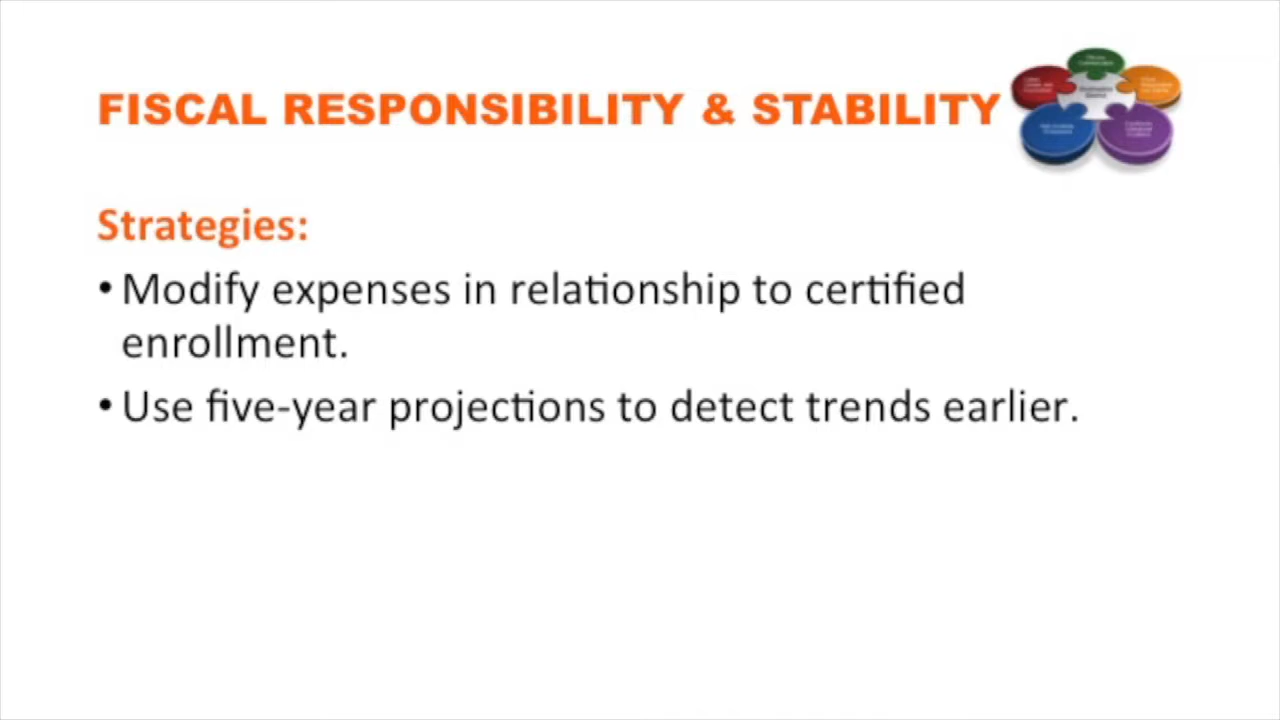 FISCAL RESPONSIBILITY & STABILITY
Strategies:
• Modify expenses in relationship to certified
enrollment.
• Use five-year projections to detect trends earlier.